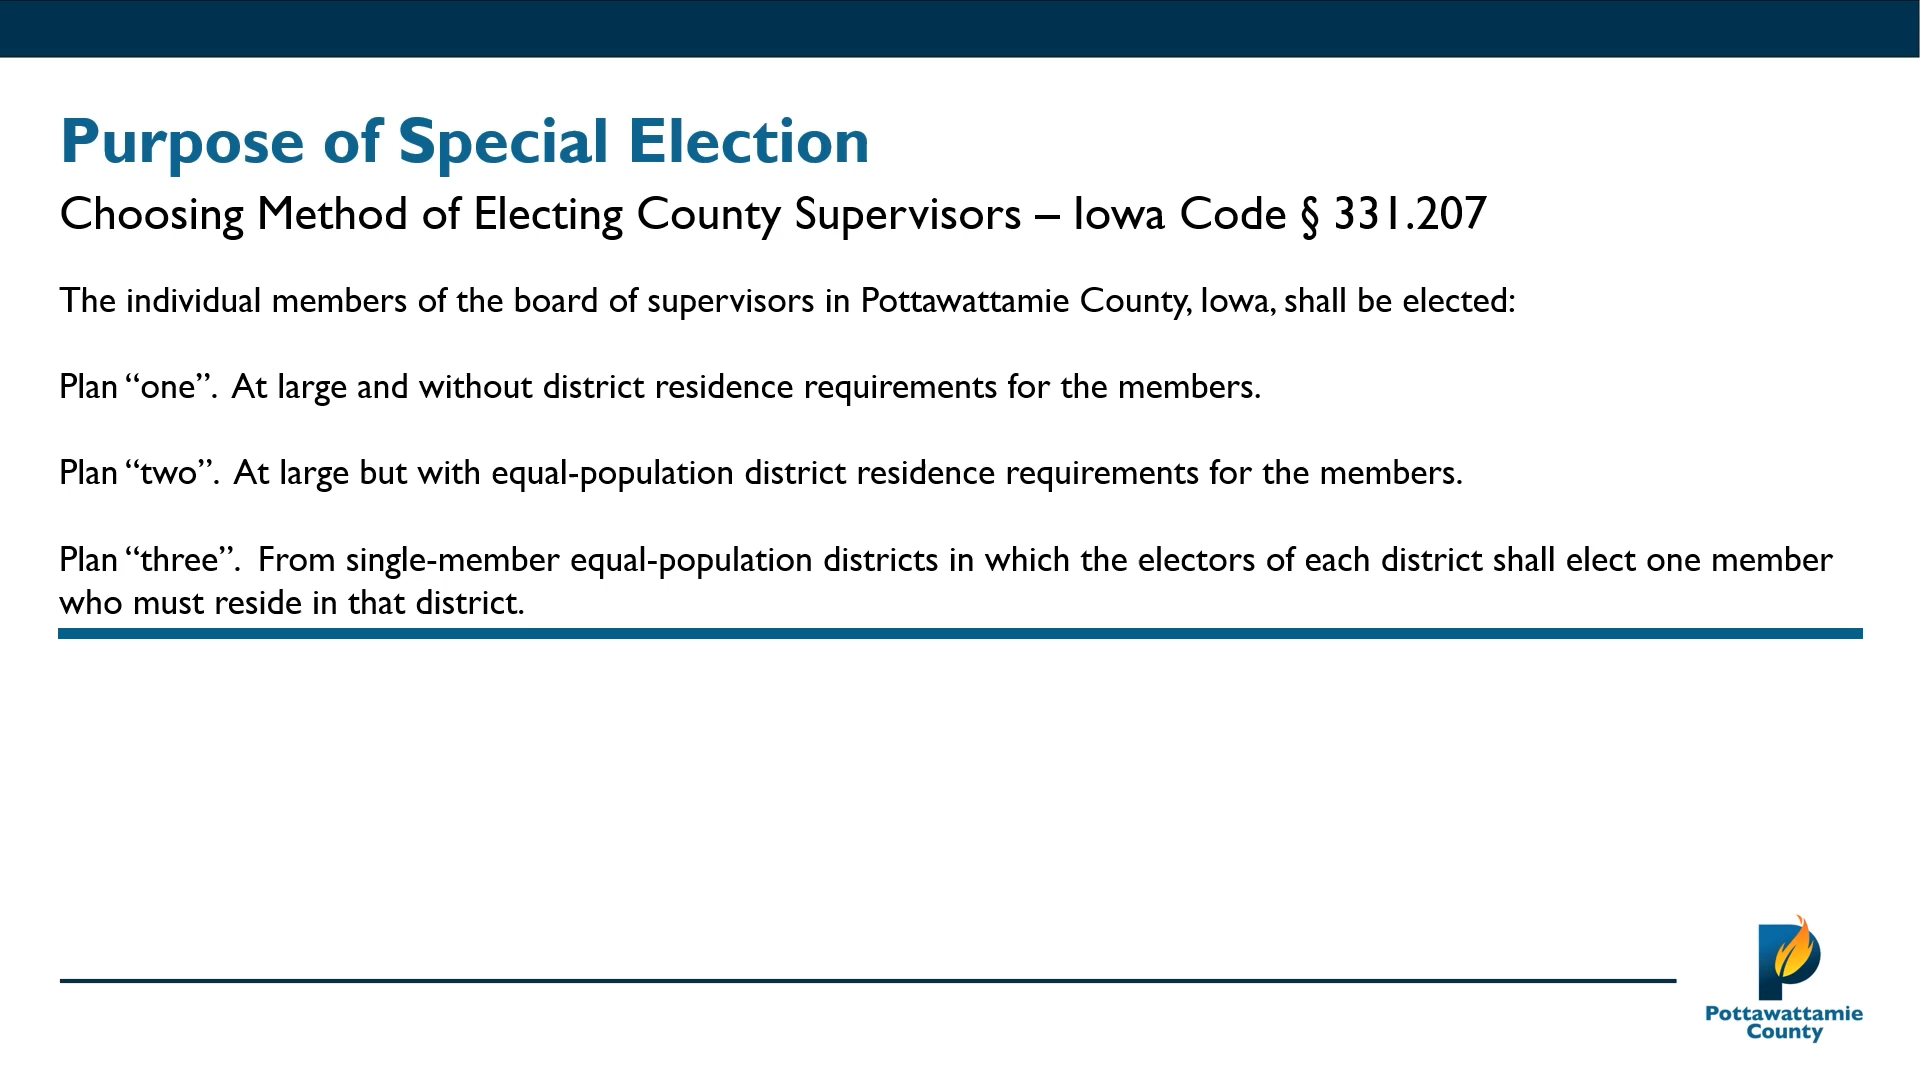 Purpose of Special Election
Choosing Method of Electing County Supervisors – Iowa Code § 331.207
The individual members of the board of supervisors in Pottawattamie County, Iowa, shall be elected:
Plan “one”.  At large and without district residence requirements for the members.
Plan “two”.  At large but with equal-population district residence requirements for the members.
Plan “three”.  From single-member equal-population districts in which the electors of each district shall elect one member
who must reside in that district.
Pottawattamie
County